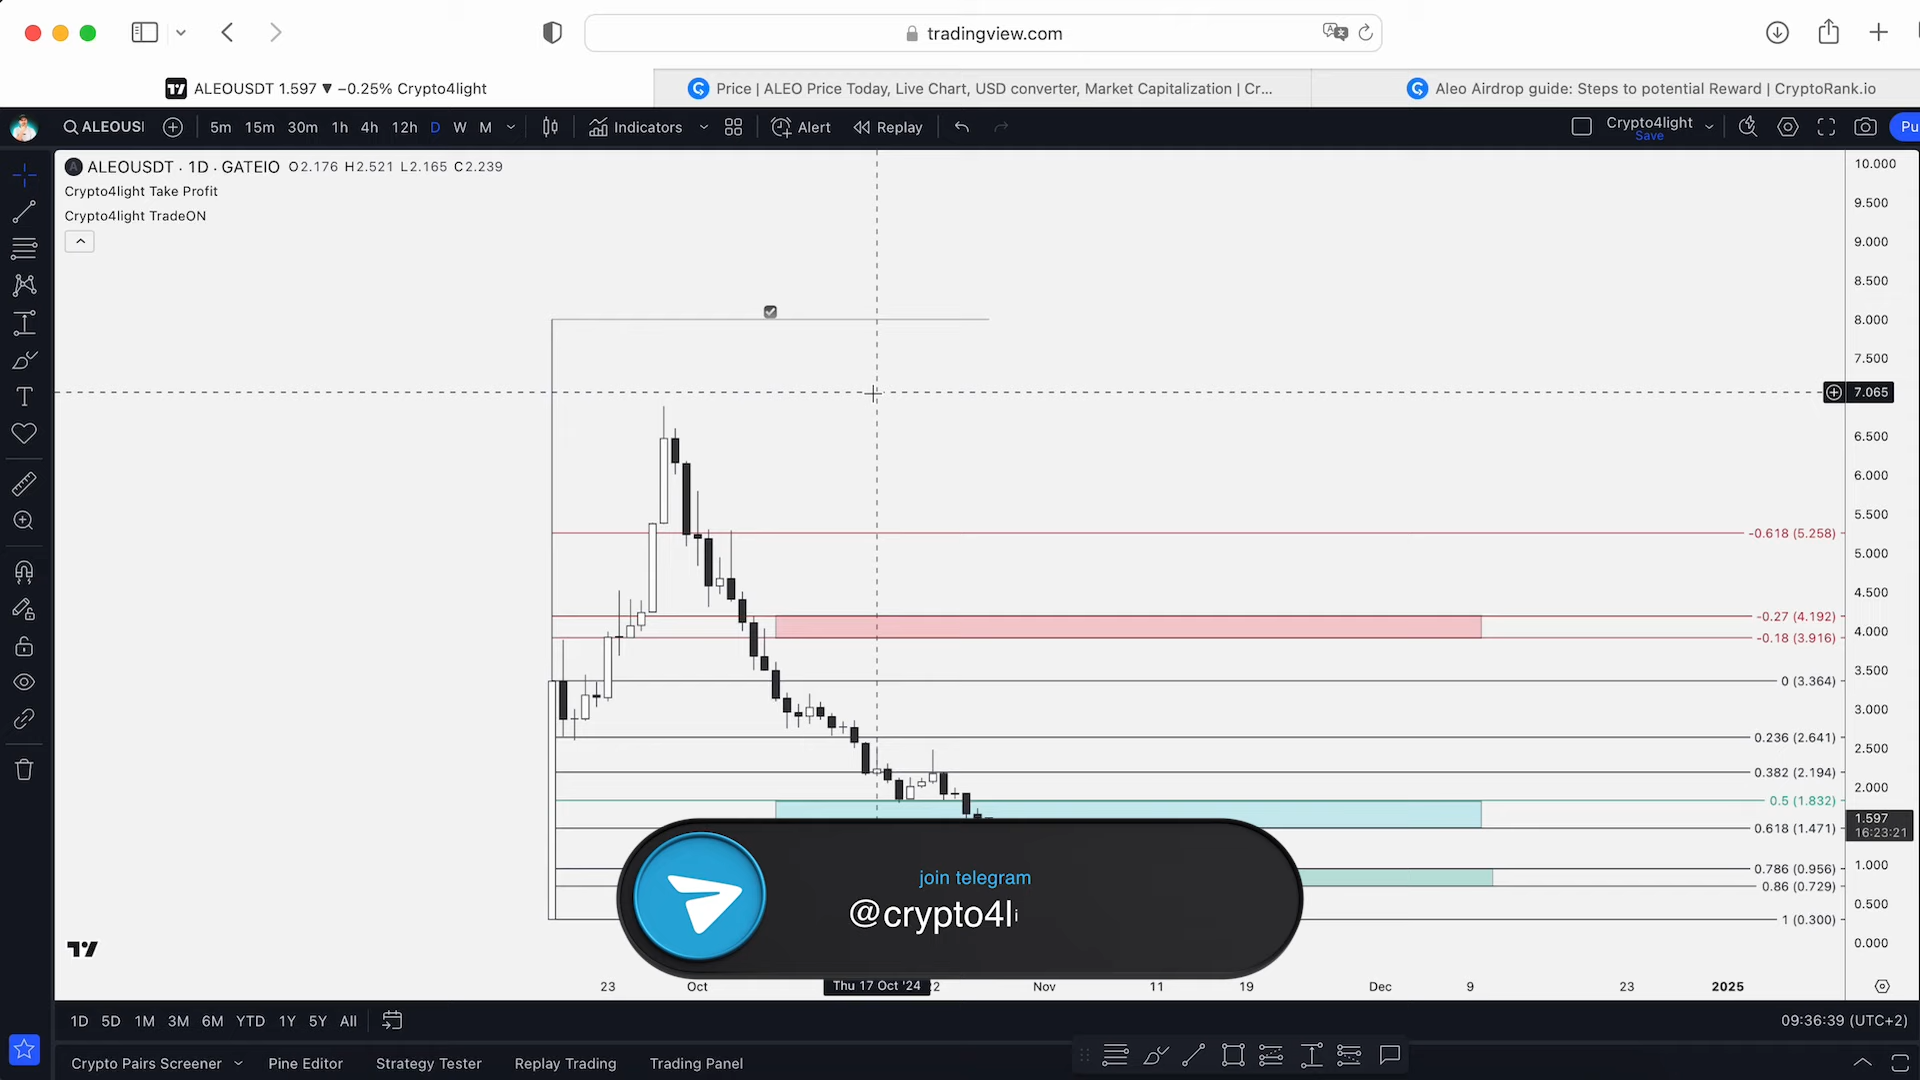 tradingview.com
ALEOUSDT 1.597 ▼ −0.25% Crypto4light
Price | ALEO Price Today, Live Chart, USD converter, Market Capitalization | Cr...
Aleo Airdrop guide: Steps to potential Reward | CryptoRank.io
ALEOUSI 5m 15m 30m 1h 4h 12h D W M Indicators Alert Replay Crypto4light Pu
Save
ALEOUSDT · 1D · GATEIO O2.176 H2.521 L2.165 C2.239
Crypto4light Take Profit
Crypto4light TradeON
10.000
9.500
9.000
8.500
8.000
7.500
7.065
6.500
6.000
5.500
-0.618 (5.258)
5.000
4.500
-0.27 (4.192)
4.000
-0.18 (3.916)
3.500
0 (3.364)
3.000
0.236 (2.641)
2.500
0.382 (2.194)
2.000
0.5 (1.832)
1.597
16:23:21
0.618 (1.471)
1.000
0.786 (0.956)
0.86 (0.729)
0.500
1 (0.300)
0.000
join telegram
@crypto4li
23 Oct Thu 17 Oct '24 22 Nov 11 19 Dec 9 23 2025
1D 5D 1M 3M 6M YTD 1Y 5Y All 09:36:39 (UTC+2)
Crypto Pairs Screener Pine Editor Strategy Tester Replay Trading Trading Panel